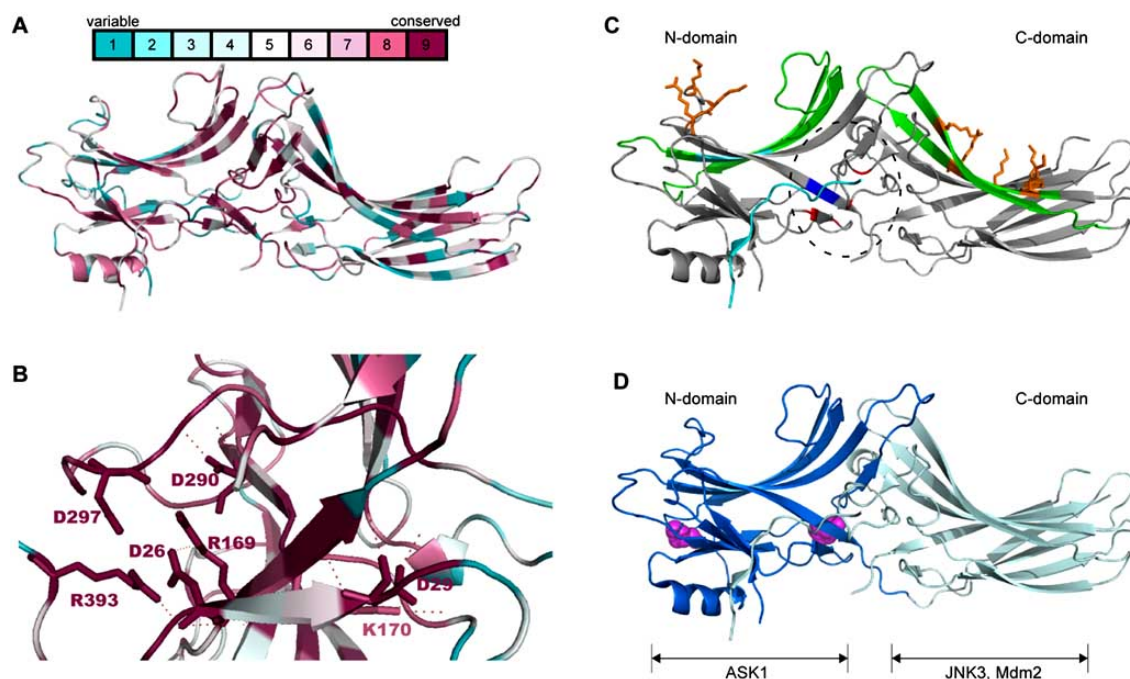 A
variable conserved
1 2 3 4 5 6 7 8 9
B
D290
D297
D26 R169
R393
D29
K170
C
N-domain C-domain
D
N-domain C-domain
ASK1 JNK3, Mdm2